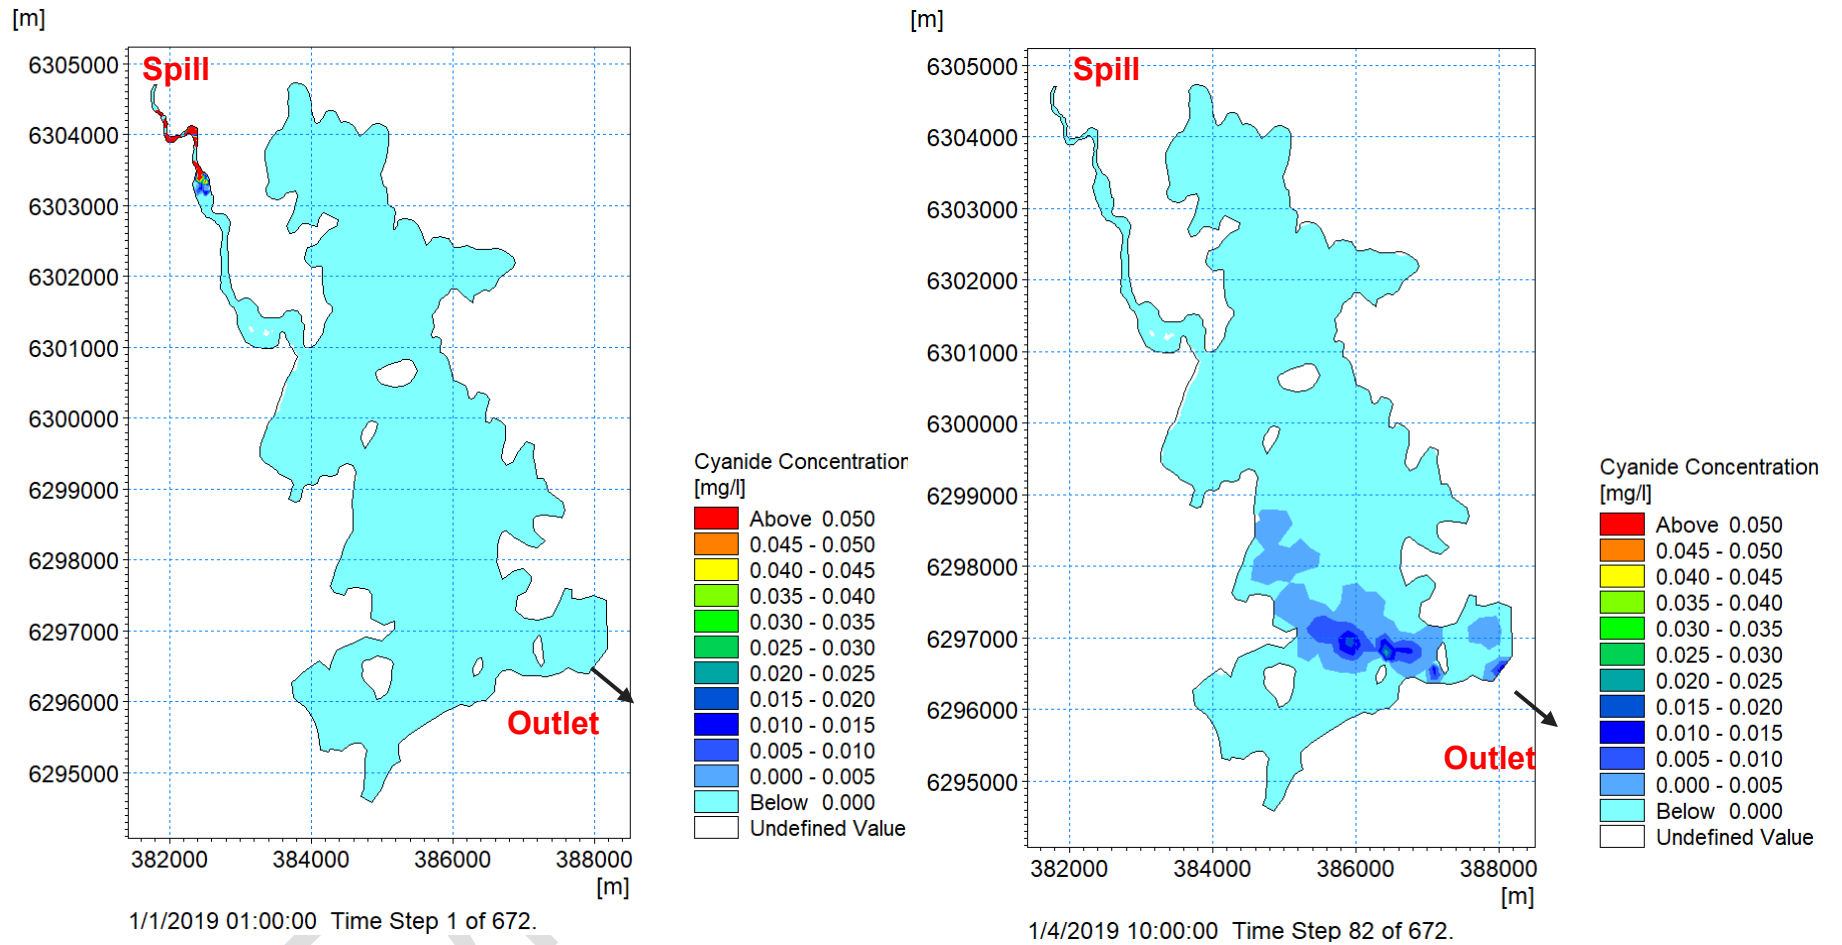 [m]
Spill
6305000
6304000
6303000
6302000
6301000
6300000
6299000
6298000
6297000
6296000
6295000
Outlet
382000 384000 386000 388000
[m]
1/1/2019 01:00:00 Time Step 1 of 672.
Cyanide Concentration
[mg/l]
Above 0.050
0.045 - 0.050
0.040 - 0.045
0.035 - 0.040
0.030 - 0.035
0.025 - 0.030
0.020 - 0.025
0.015 - 0.020
0.010 - 0.015
0.005 - 0.010
0.000 - 0.005
Below 0.000
Undefined Value
[m]
Spill
6305000
6304000
6303000
6302000
6301000
6300000
6299000
6298000
6297000
6296000
6295000
Outlet
382000 384000 386000 388000
[m]
1/4/2019 10:00:00 Time Step 82 of 672.
Cyanide Concentration
[mg/l]
Above 0.050
0.045 - 0.050
0.040 - 0.045
0.035 - 0.040
0.030 - 0.035
0.025 - 0.030
0.020 - 0.025
0.015 - 0.020
0.010 - 0.015
0.005 - 0.010
0.000 - 0.005
Below 0.000
Undefined Value